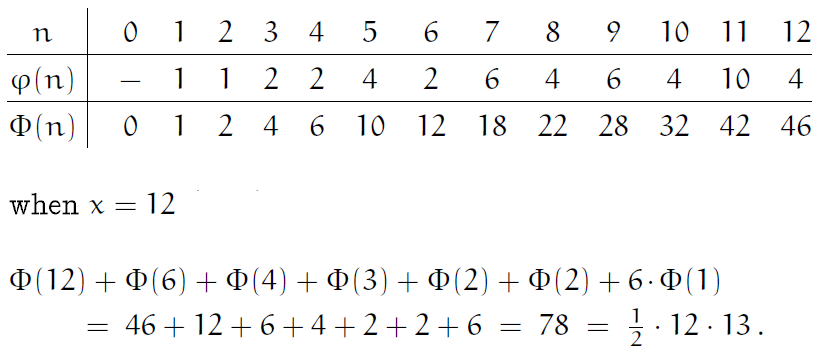 n 0 1 2 3 4 5 6 7 8 9 10 11 12
φ(n) – 1 1 2 2 4 2 6 4 6 4 10 4
Φ(n) 0 1 2 4 6 10 12 18 22 28 32 42 46
when x = 12
Φ(12) + Φ(6) + Φ(4) + Φ(3) + Φ(2) + Φ(2) + 6·Φ(1)
= 46 + 12 + 6 + 4 + 2 + 2 + 6 = 78 = 1/2 · 12 · 13 .